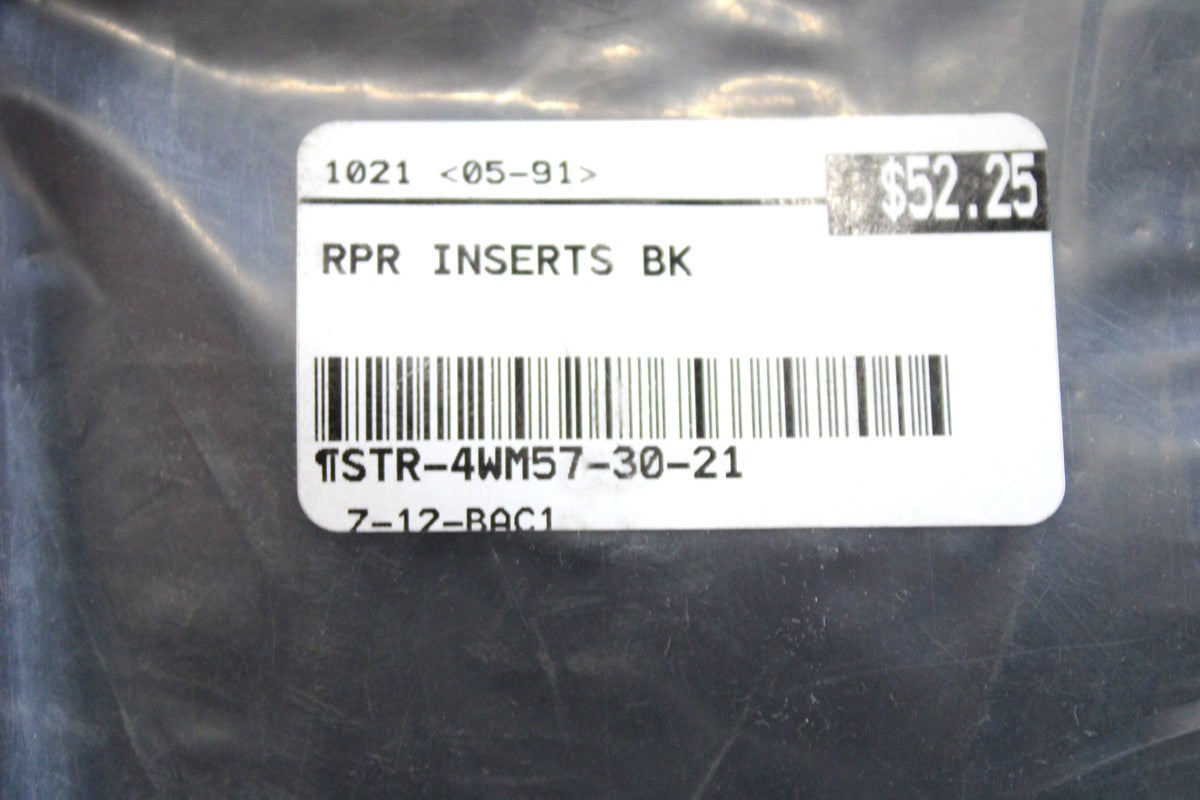 1021 <05-91>
$52.25
RPR INSERTS BK
¶STR-4WM57-30-21
7-12-BAC1